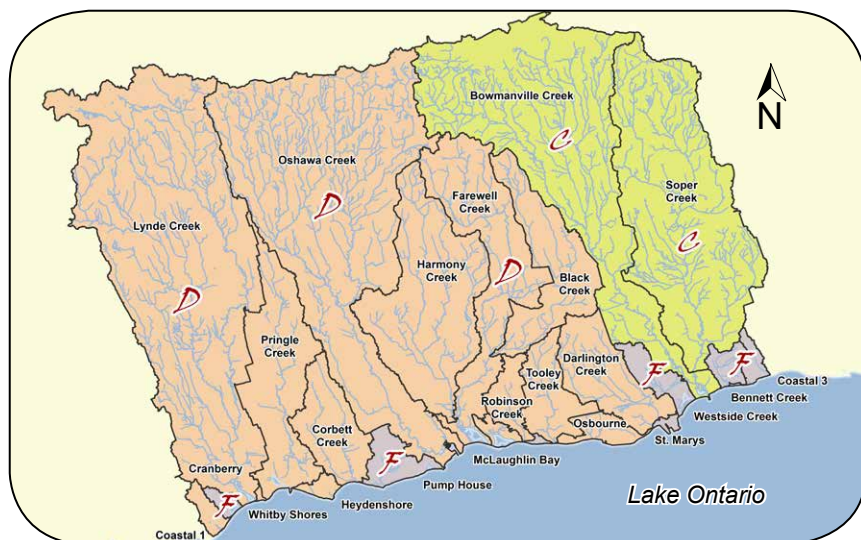 Bowmanville Creek
C
N
Oshawa Creek
D
Soper
Creek
C
Farewell
Creek
D
Lynde Creek
D
Harmony
Creek
Black
Creek
Pringle
Creek
Darlington
Creek
Tooley
Creek
Robinson
Creek
F
F
Coastal 3
Bennett Creek
Westside Creek
Corbett
Creek
Osbourne
St. Marys
F
McLaughlin Bay
Cranberry
F
Pump House
Heydenshore
Whitby Shores
Coastal 1
Lake Ontario